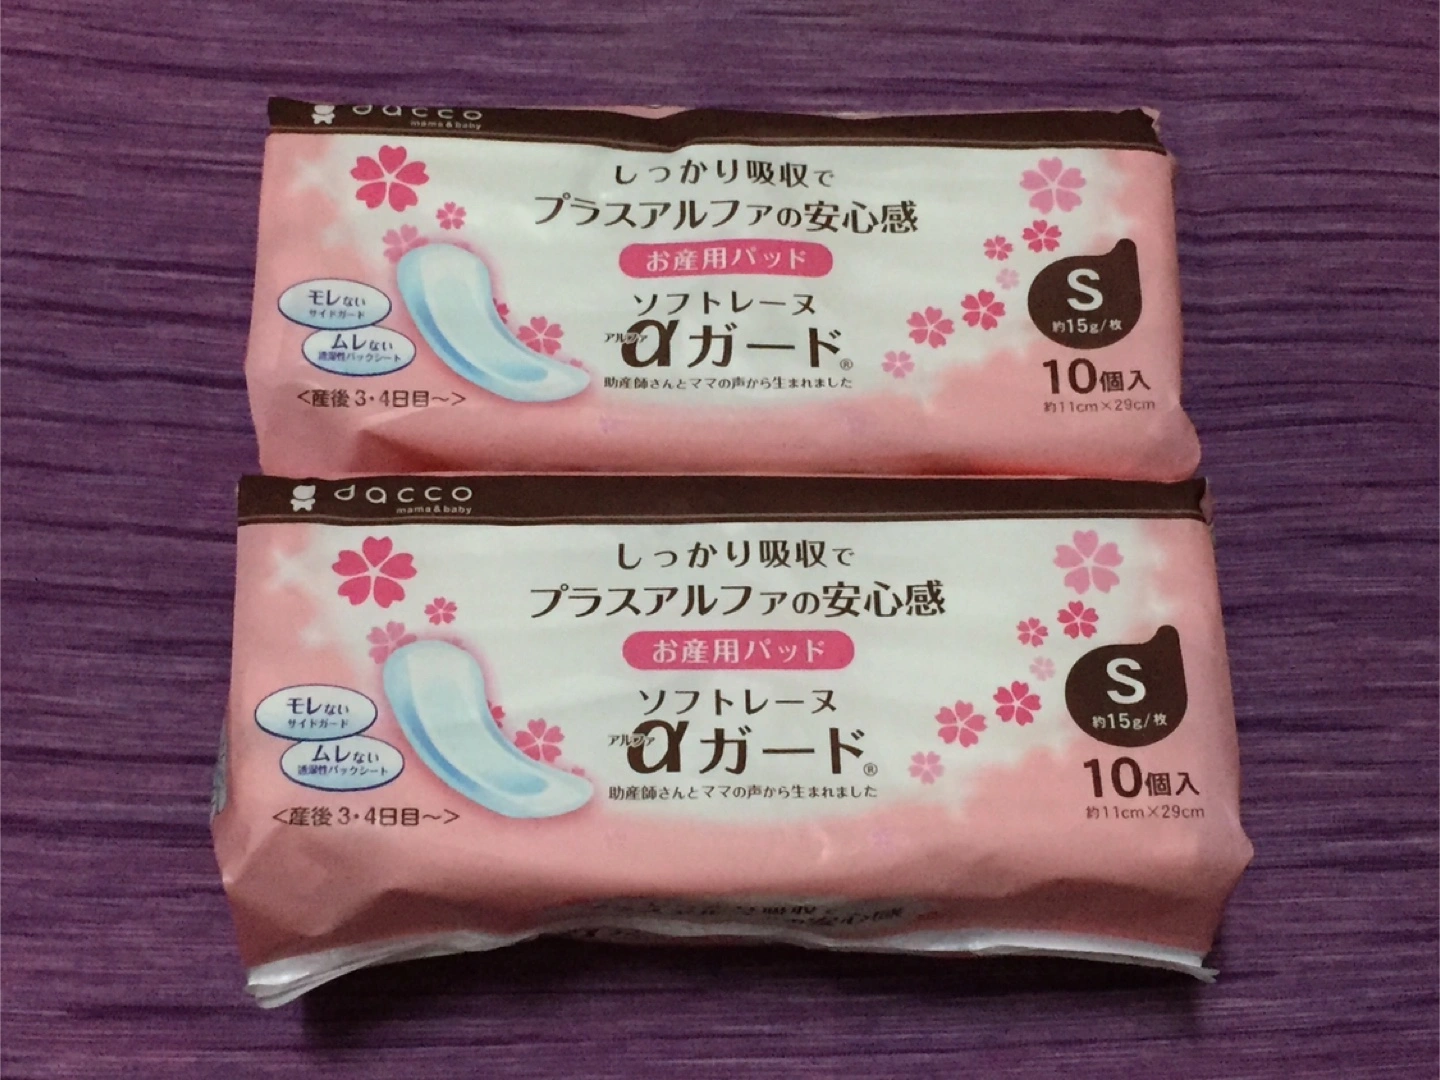 dacco
mama & baby
しっかり吸収で
プラスアルファの安心感
お産用パッド
ソフトレーヌ
アルファ
αガード®
助産師さんとママの声から生まれました
モレない
サイドガード
ムレない
透湿性バックシート
<産後3・4日目~>
S
約15g/枚
10個入
約11cm×29cm
dacco
mama & baby
しっかり吸収で
プラスアルファの安心感
お産用パッド
ソフトレーヌ
アルファ
αガード®
助産師さんとママの声から生まれました
モレない
サイドガード
ムレない
透湿性バックシート
<産後3・4日目~>
S
約15g/枚
10個入
約11cm×29cm